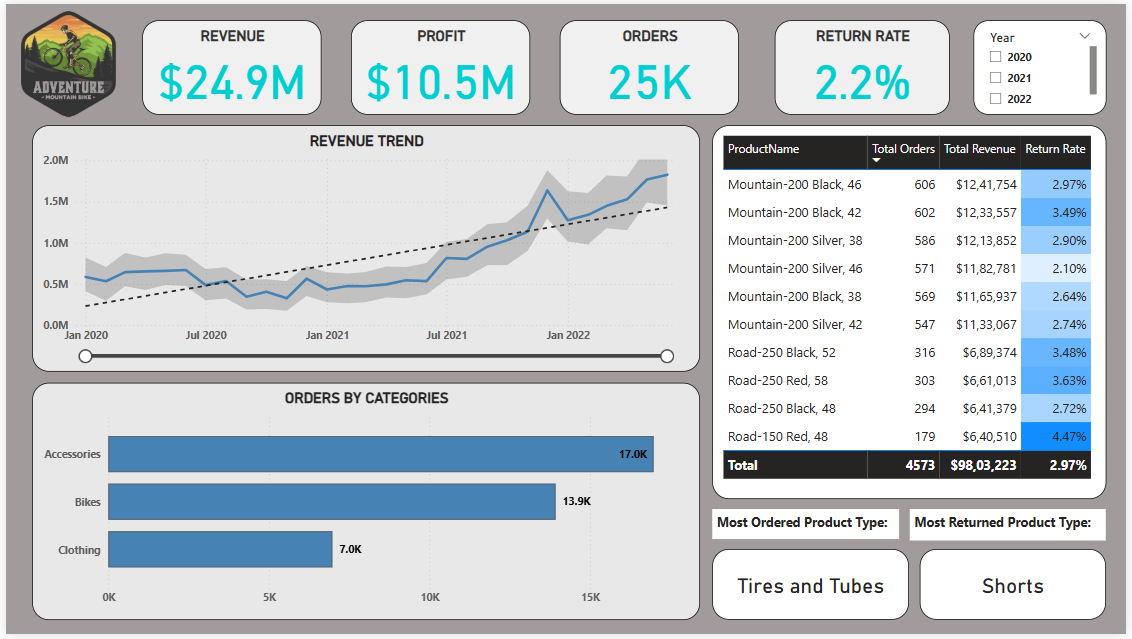 ADVENTURE
- MOUNTAIN BIKE -
REVENUE
$24.9M
PROFIT
$10.5M
ORDERS
25K
RETURN RATE
2.2%
Year
2020
2021
2022
REVENUE TREND
2.0M
1.5M
1.0M
0.5M
0.0M
Jan 2020 Jul 2020 Jan 2021 Jul 2021 Jan 2022
ORDERS BY CATEGORIES
Accessories 17.0K
Bikes 13.9K
Clothing 7.0K
0K 5K 10K 15K
ProductName Total Orders Total Revenue Return Rate
Mountain-200 Black, 46 606 $12,41,754 2.97%
Mountain-200 Black, 42 602 $12,33,557 3.49%
Mountain-200 Silver, 38 586 $12,13,852 2.90%
Mountain-200 Silver, 46 571 $11,82,781 2.10%
Mountain-200 Black, 38 569 $11,65,937 2.64%
Mountain-200 Silver, 42 547 $11,33,067 2.74%
Road-250 Black, 52 316 $6,89,374 3.48%
Road-250 Red, 58 303 $6,61,013 3.63%
Road-250 Black, 48 294 $6,41,379 2.72%
Road-150 Red, 48 179 $6,40,510 4.47%
Total 4573 $98,03,223 2.97%
Most Ordered Product Type:
Most Returned Product Type:
Tires and Tubes
Shorts